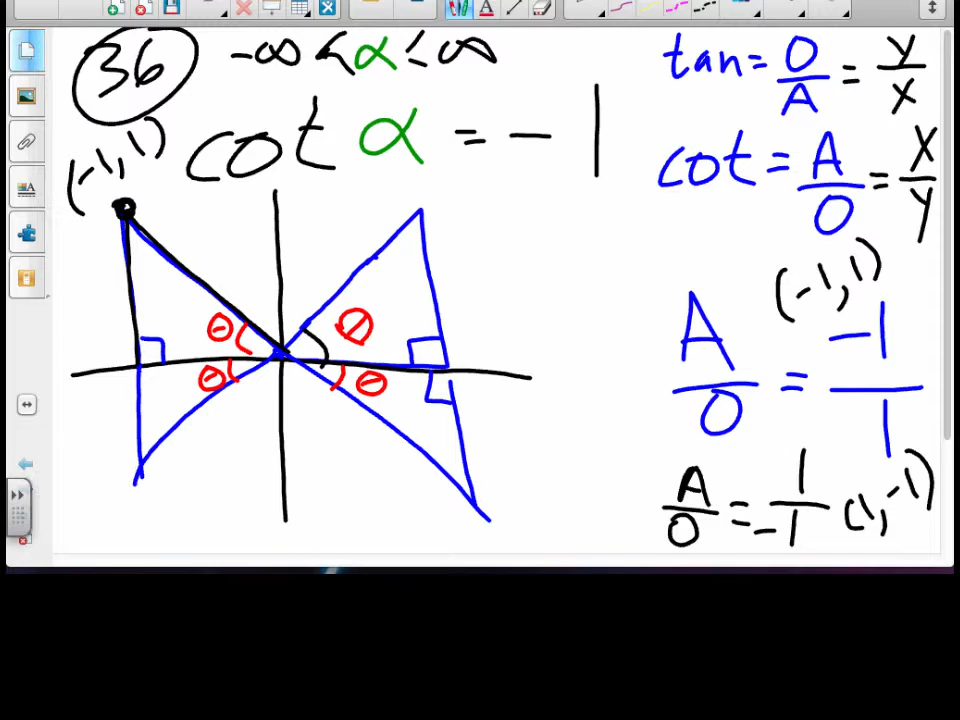 36 -∞ < α ≤ ∞
cot α = -1
(-1, 1)
θ
θ
θ
θ
tan = O/A = y/x
cot = A/O = x/y
(-1, 1)
A/O = -1/1
A/O = 1/-1 (1, -1)